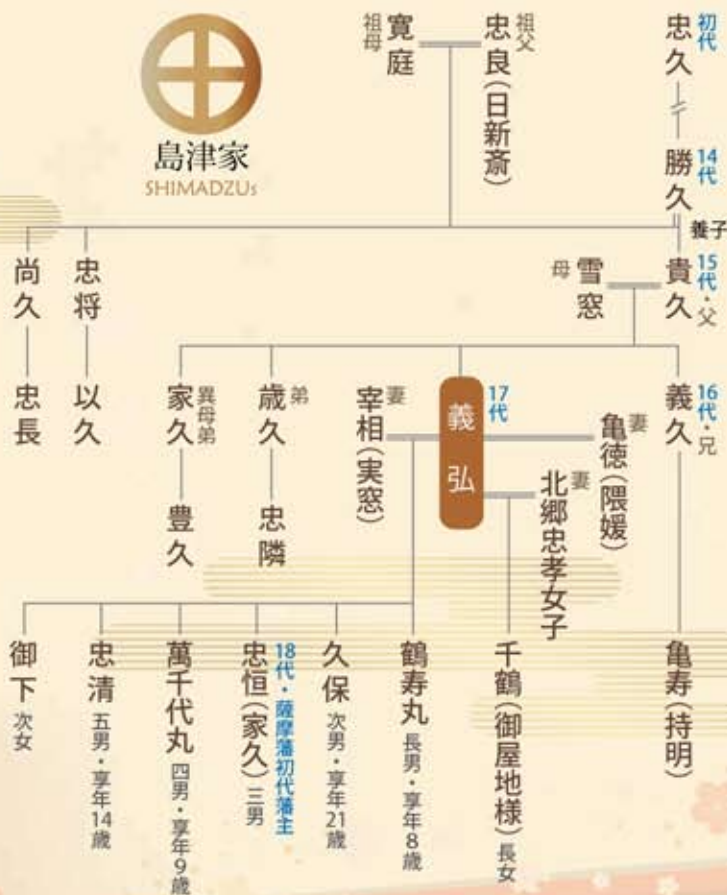 島津家
SHIMADZUs
初代
忠久
14代
勝久
養子
祖父
忠良(日新斎)
祖母
寛庭
15代・父
貴久
母
雪窓
忠将
以久
尚久
忠長
16代・兄
義久
亀寿(持明)
17代
義弘
妻
亀徳(隈媛)
妻
北郷忠孝女子
妻
宰相(実窓)
弟
歳久
忠隣
異母弟
家久
豊久
千鶴(御屋地様) 長女
鶴寿丸 長男・享年8歳
久保 次男・享年21歳
18代・薩摩藩初代藩主
忠恒(家久) 三男
萬千代丸 四男・享年9歳
忠清 五男・享年14歳
御下 次女